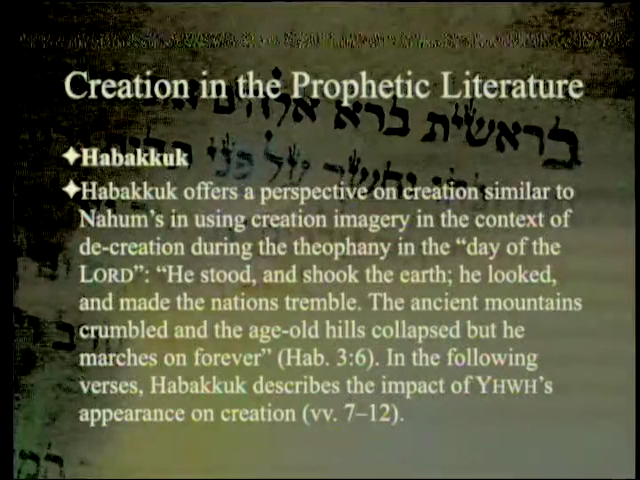 Creation in the Prophetic Literature
בראשית ברא אלהים
✦Habakkuk
✦Habakkuk offers a perspective on creation similar to
Nahum’s in using creation imagery in the context of
de-creation during the theophany in the “day of the
LORD”: “He stood, and shook the earth; he looked,
and made the nations tremble. The ancient mountains
crumbled and the age-old hills collapsed but he
marches on forever” (Hab. 3:6). In the following
verses, Habakkuk describes the impact of YHWH’s
appearance on creation (vv. 7–12).